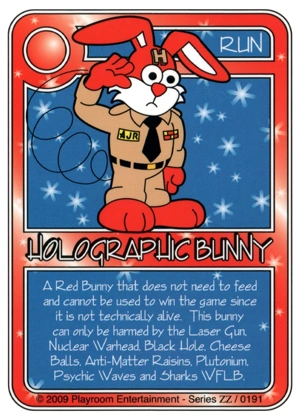 RUN
H
AJR
HOLOGRAPHIC BUNNY
A Red Bunny that does not need to feed
and cannot be used to win the game since
it is not technically alive. This bunny
can only be harmed by the Laser Gun,
Nuclear Warhead, Black Hole, Cheese
Balls, Anti-Matter Raisins, Plutonium,
Psychic Waves and Sharks WFLB.
© 2009 Playroom Entertainment - Series ZZ / 0191